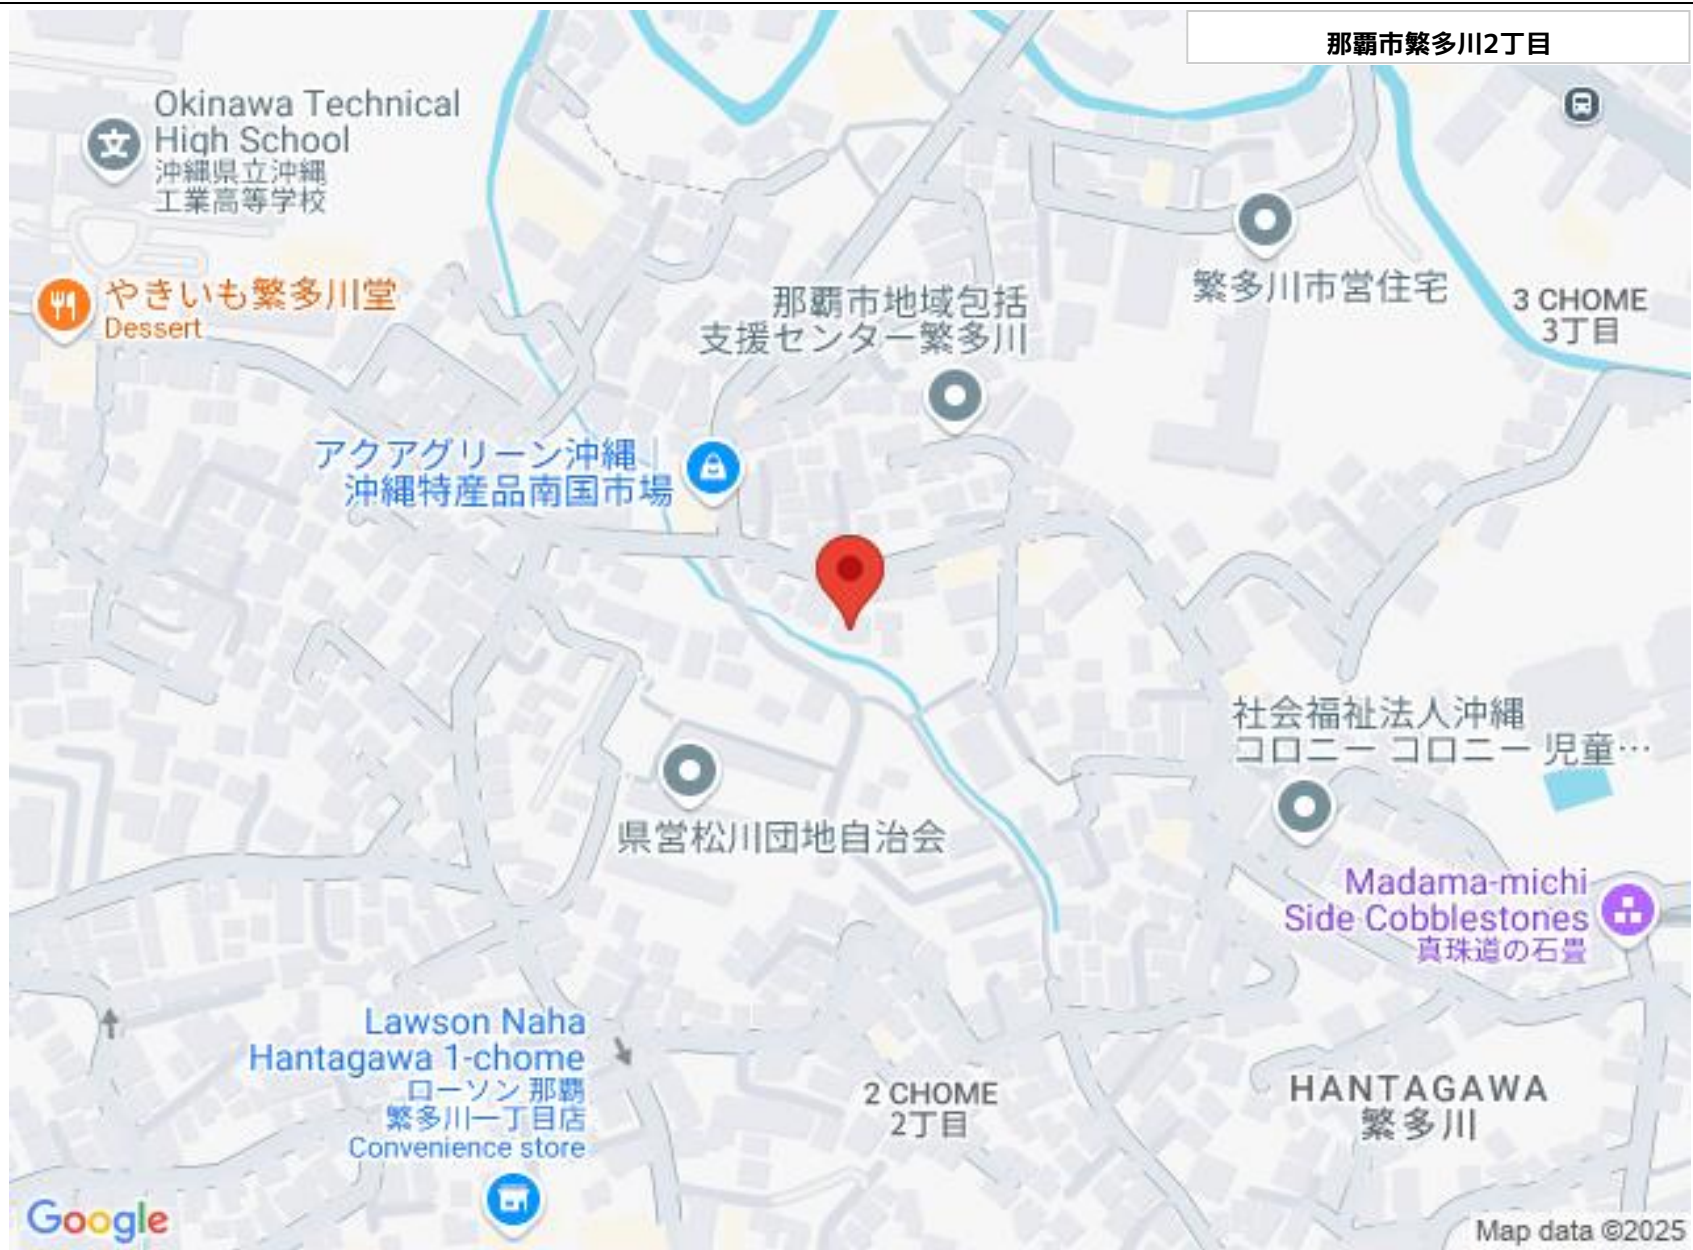 那覇市繁多川2丁目
Okinawa Technical
High School
沖縄県立沖縄
工業高等学校
やきいも繁多川堂
Dessert
那覇市地域包括
支援センター繁多川
繁多川市営住宅
3 CHOME
3丁目
アクアグリーン沖縄｜
沖縄特産品南国市場
社会福祉法人沖縄
コロニー コロニー 児童…
県営松川団地自治会
Madama-michi
Side Cobblestones
真珠道の石畳
Lawson Naha
Hantagawa 1-chome
ローソン 那覇
繁多川一丁目店
Convenience store
2 CHOME
2丁目
HANTAGAWA
繁多川
Google
Map data ©2025